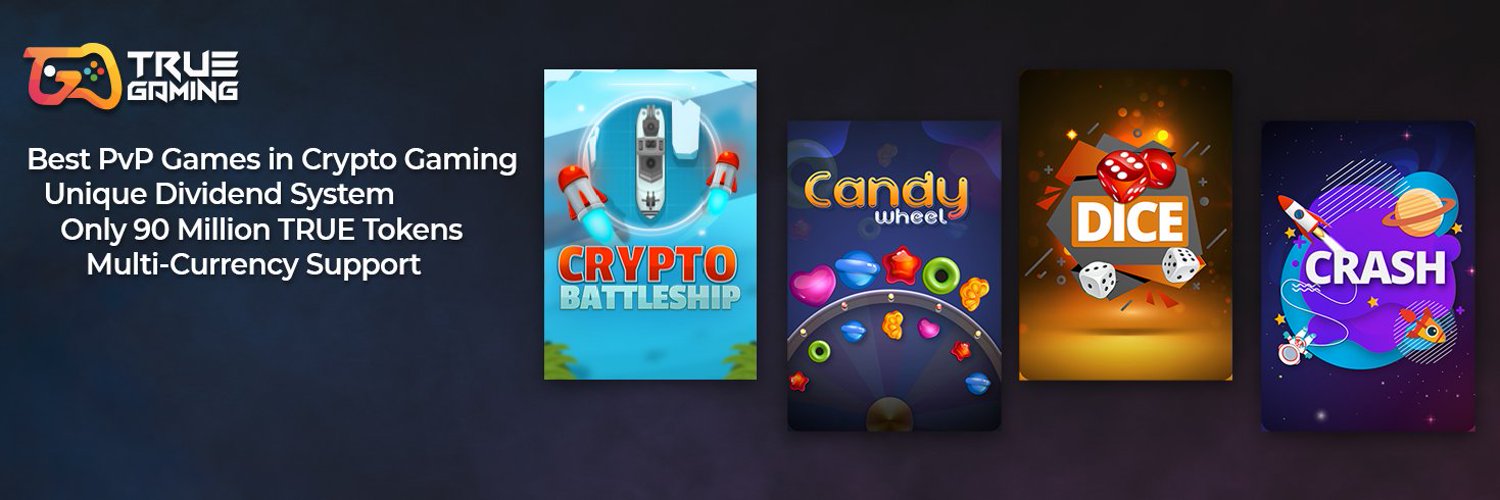 TRUE
GAMING
Best PvP Games in Crypto Gaming
Unique Dividend System
Only 90 Million TRUE Tokens
Multi-Currency Support
CRYPTO
BATTLESHIP
Candy
wheel
DICE
CRASH